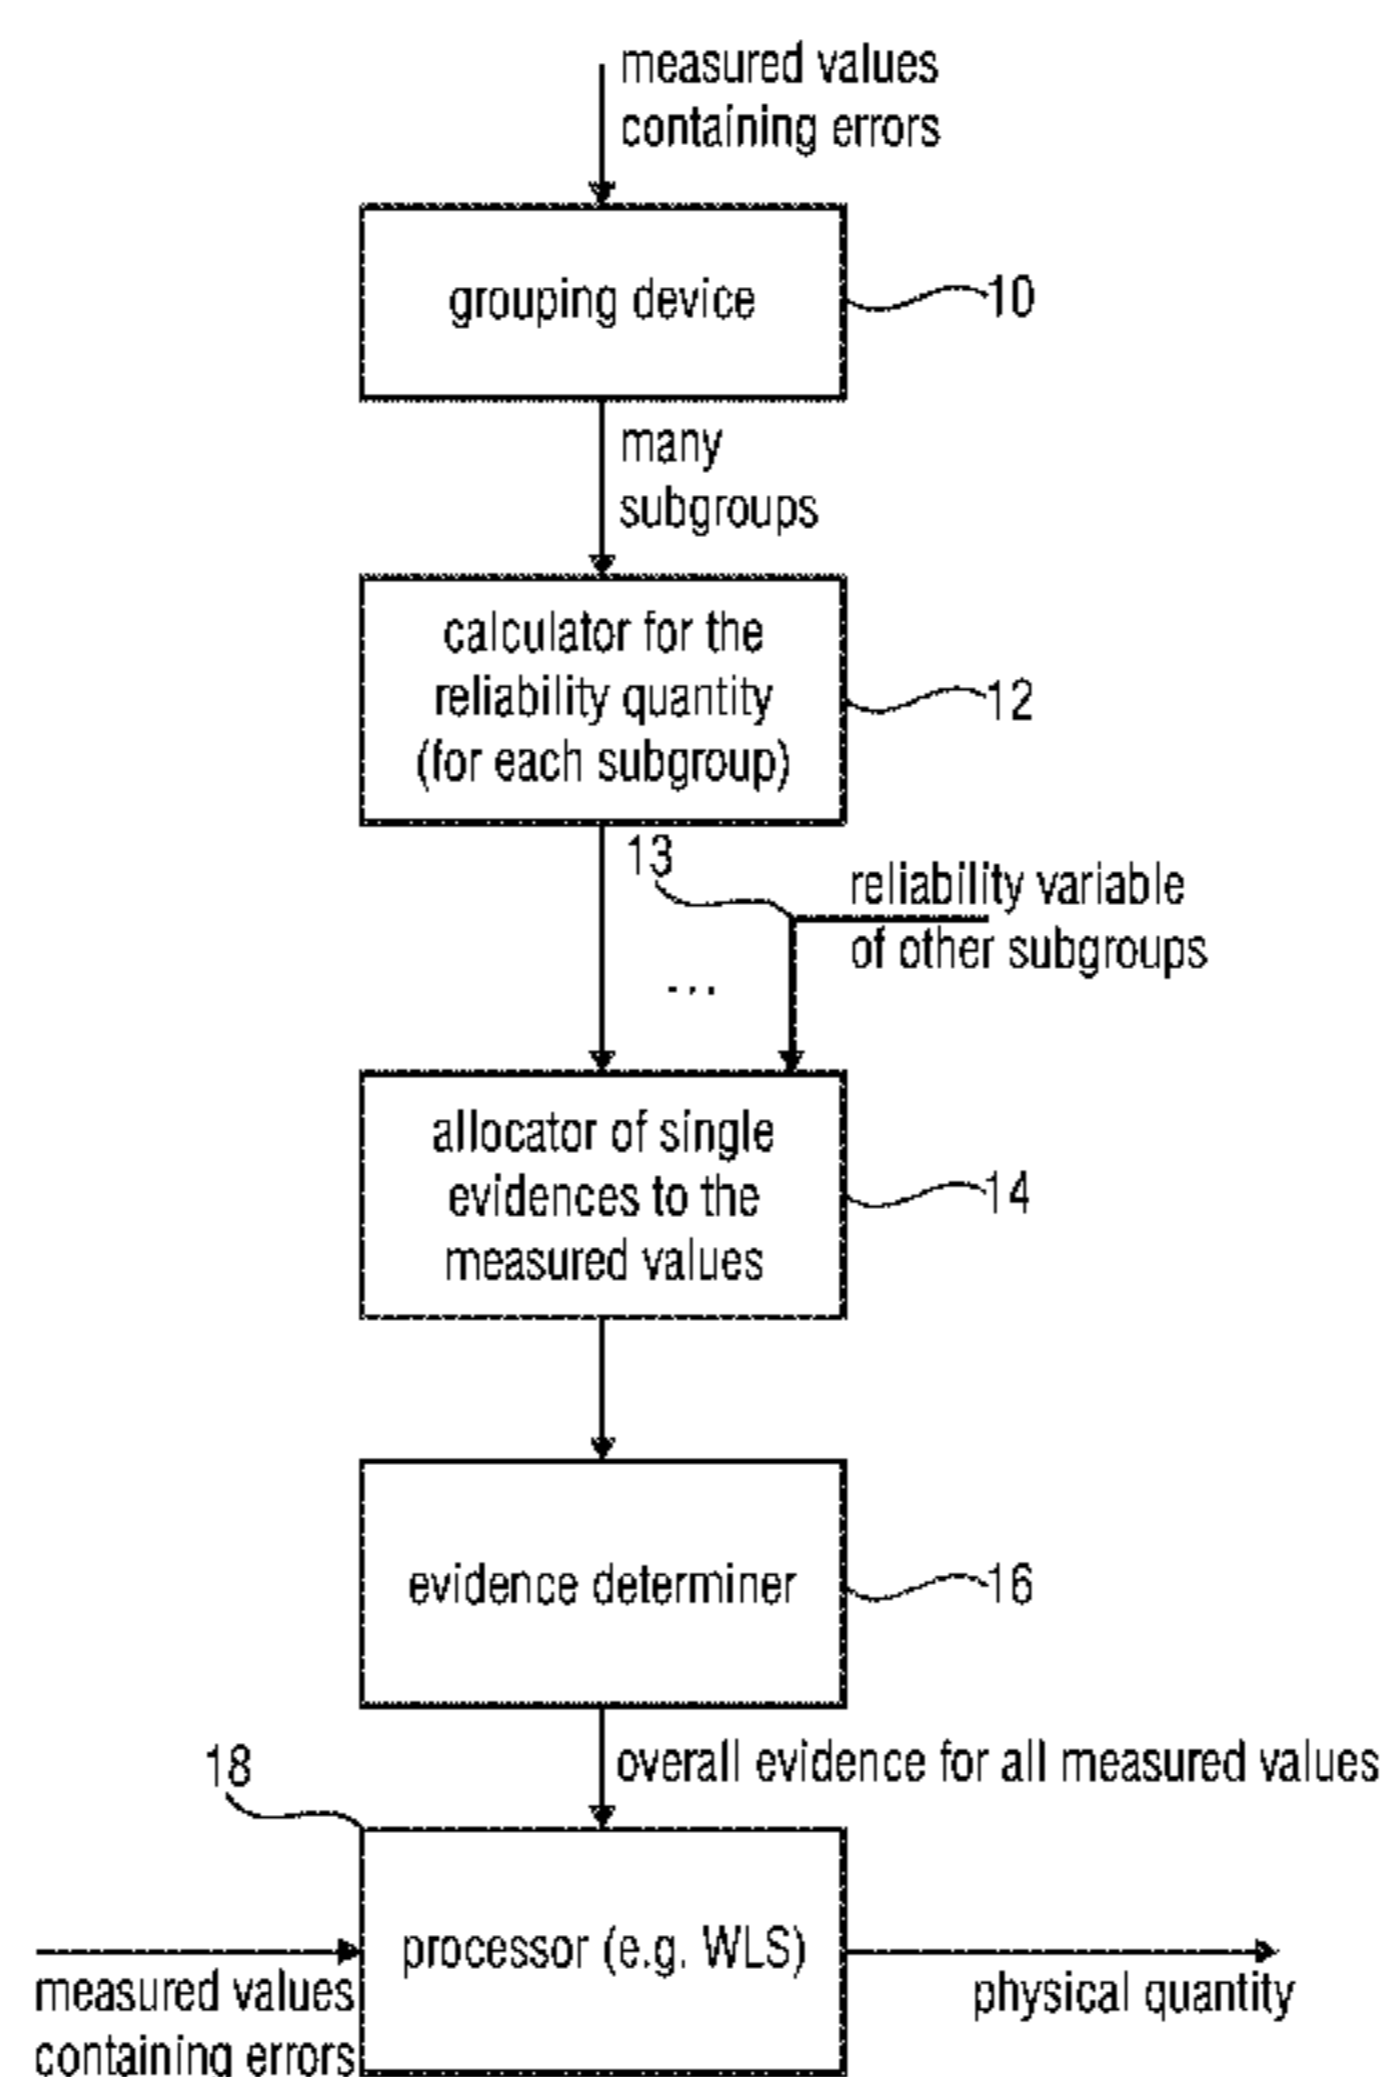 measured values
containing errors
grouping device
10
many
subgroups
calculator for the
reliability quantity
(for each subgroup)
12
13
reliability variable
of other subgroups
...
allocator of single
evidences to the
measured values
14
evidence determiner
16
overall evidence for all measured values
18
processor (e.g. WLS)
measured values
containing errors
physical quantity